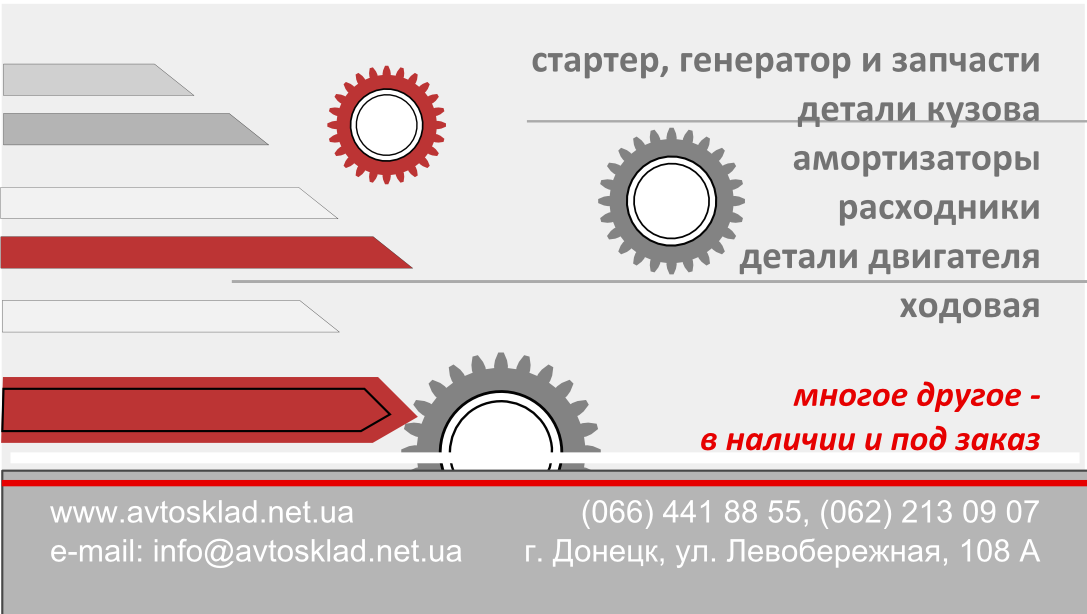 стартер, генератор и запчасти
детали кузова
амортизаторы
расходники
детали двигателя
ходовая
многое другое -
в наличии и под заказ
www.avtosklad.net.ua
(066) 441 88 55, (062) 213 09 07
e-mail: info@avtosklad.net.ua
г. Донецк, ул. Левобережная, 108 А